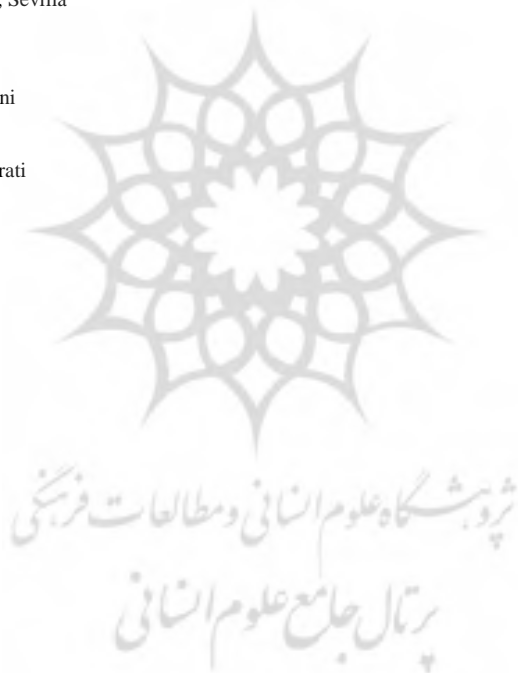 , Sevilla
ni
rati
پژوهشگاه علوم انسانی و مطالعات فرهنگی
پرتال جامع علوم انسانی